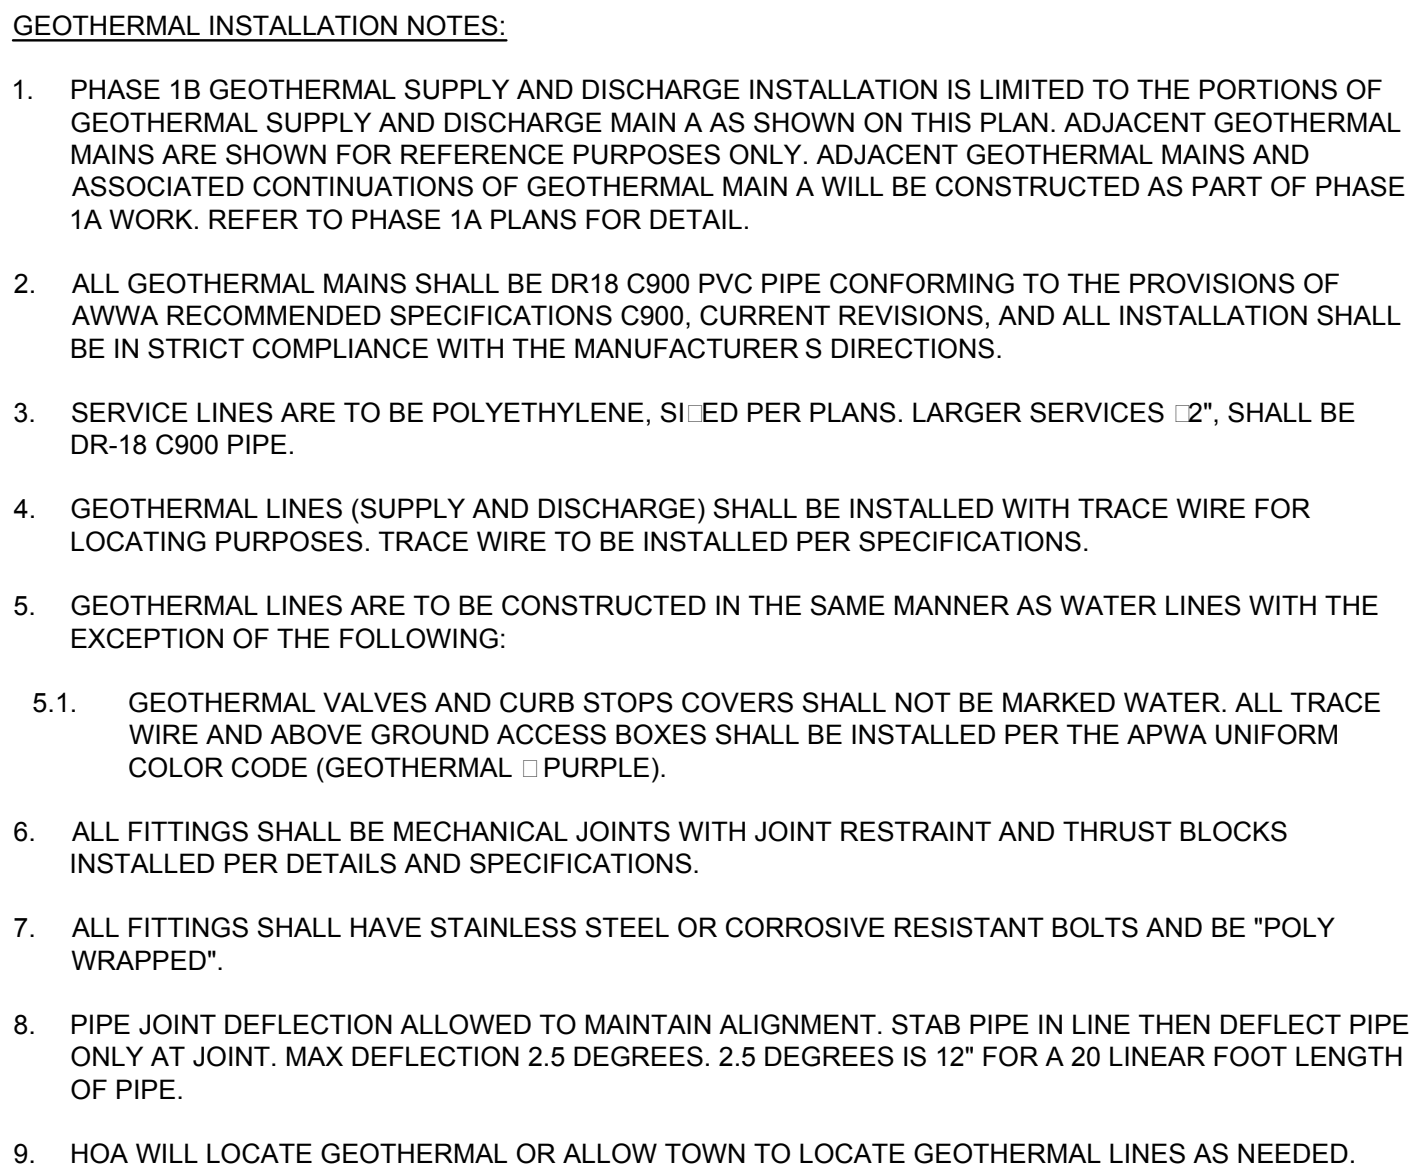 GEOTHERMAL INSTALLATION NOTES:
1. PHASE 1B GEOTHERMAL SUPPLY AND DISCHARGE INSTALLATION IS LIMITED TO THE PORTIONS OF
GEOTHERMAL SUPPLY AND DISCHARGE MAIN A AS SHOWN ON THIS PLAN. ADJACENT GEOTHERMAL
MAINS ARE SHOWN FOR REFERENCE PURPOSES ONLY. ADJACENT GEOTHERMAL MAINS AND
ASSOCIATED CONTINUATIONS OF GEOTHERMAL MAIN A WILL BE CONSTRUCTED AS PART OF PHASE
1A WORK. REFER TO PHASE 1A PLANS FOR DETAIL.
2. ALL GEOTHERMAL MAINS SHALL BE DR18 C900 PVC PIPE CONFORMING TO THE PROVISIONS OF
AWWA RECOMMENDED SPECIFICATIONS C900, CURRENT REVISIONS, AND ALL INSTALLATION SHALL
BE IN STRICT COMPLIANCE WITH THE MANUFACTURER S DIRECTIONS.
3. SERVICE LINES ARE TO BE POLYETHYLENE, SI□ED PER PLANS. LARGER SERVICES □2", SHALL BE
DR-18 C900 PIPE.
4. GEOTHERMAL LINES (SUPPLY AND DISCHARGE) SHALL BE INSTALLED WITH TRACE WIRE FOR
LOCATING PURPOSES. TRACE WIRE TO BE INSTALLED PER SPECIFICATIONS.
5. GEOTHERMAL LINES ARE TO BE CONSTRUCTED IN THE SAME MANNER AS WATER LINES WITH THE
EXCEPTION OF THE FOLLOWING:
5.1. GEOTHERMAL VALVES AND CURB STOPS COVERS SHALL NOT BE MARKED WATER. ALL TRACE
WIRE AND ABOVE GROUND ACCESS BOXES SHALL BE INSTALLED PER THE APWA UNIFORM
COLOR CODE (GEOTHERMAL □ PURPLE).
6. ALL FITTINGS SHALL BE MECHANICAL JOINTS WITH JOINT RESTRAINT AND THRUST BLOCKS
INSTALLED PER DETAILS AND SPECIFICATIONS.
7. ALL FITTINGS SHALL HAVE STAINLESS STEEL OR CORROSIVE RESISTANT BOLTS AND BE "POLY
WRAPPED".
8. PIPE JOINT DEFLECTION ALLOWED TO MAINTAIN ALIGNMENT. STAB PIPE IN LINE THEN DEFLECT PIPE
ONLY AT JOINT. MAX DEFLECTION 2.5 DEGREES. 2.5 DEGREES IS 12" FOR A 20 LINEAR FOOT LENGTH
OF PIPE.
9. HOA WILL LOCATE GEOTHERMAL OR ALLOW TOWN TO LOCATE GEOTHERMAL LINES AS NEEDED.